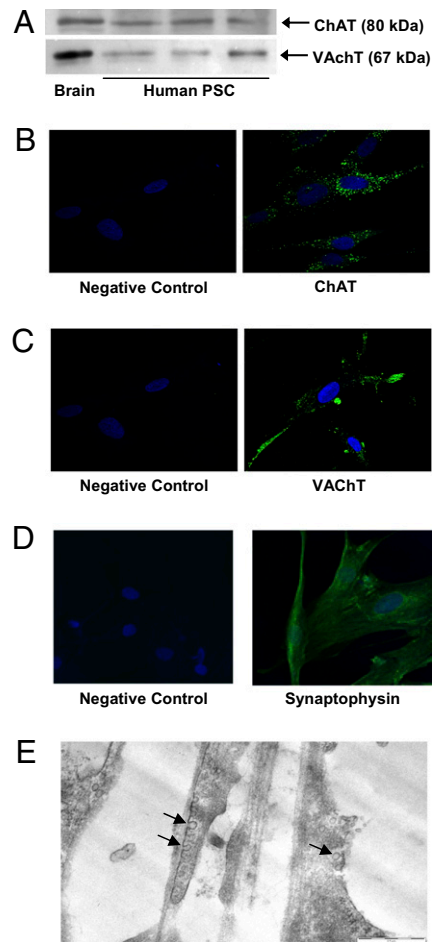 A
ChAT (80 kDa)
VAchT (67 kDa)
Brain Human PSC
B
Negative Control ChAT
C
Negative Control VAChT
D
Negative Control Synaptophysin
E